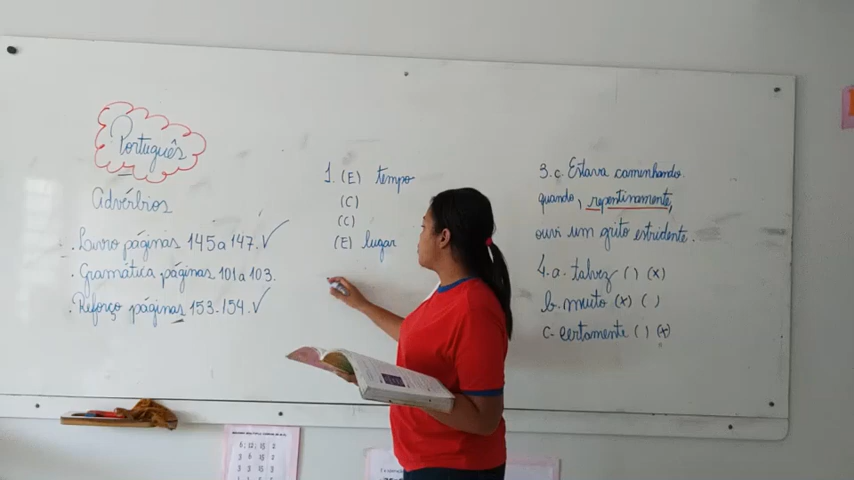 Português
Advérbios
. Livro páginas 145 a 147. ✓
. Gramática páginas 101 a 103.
. Reforço páginas 153-154. ✓
1. (E) tempo
(C)
(C)
(E) lugar
3. c. Estava caminhando
quando, repentinamente,
ouvi um grito estridente.
4. a. talvez ( ) (x)
b. muito (x) ( )
c- certamente ( ) (x)